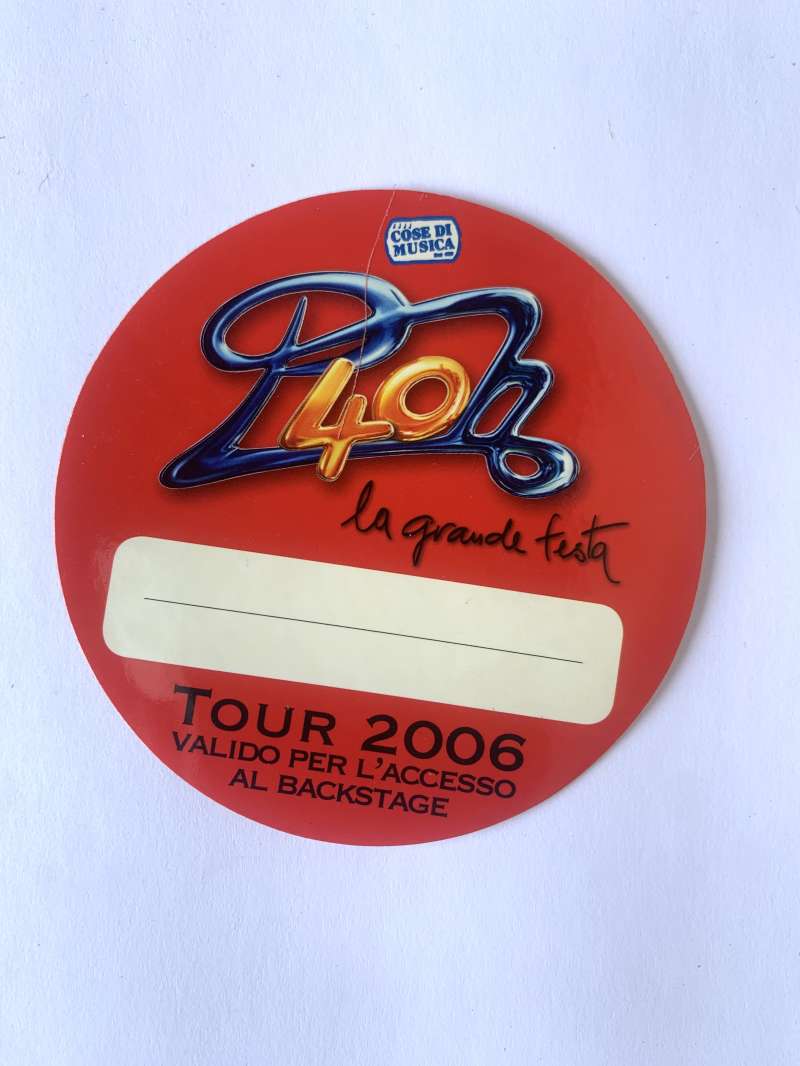 COSE DI
MUSICA
Pooh
40
la grande festa
TOUR 2006
VALIDO PER L'ACCESSO
AL BACKSTAGE